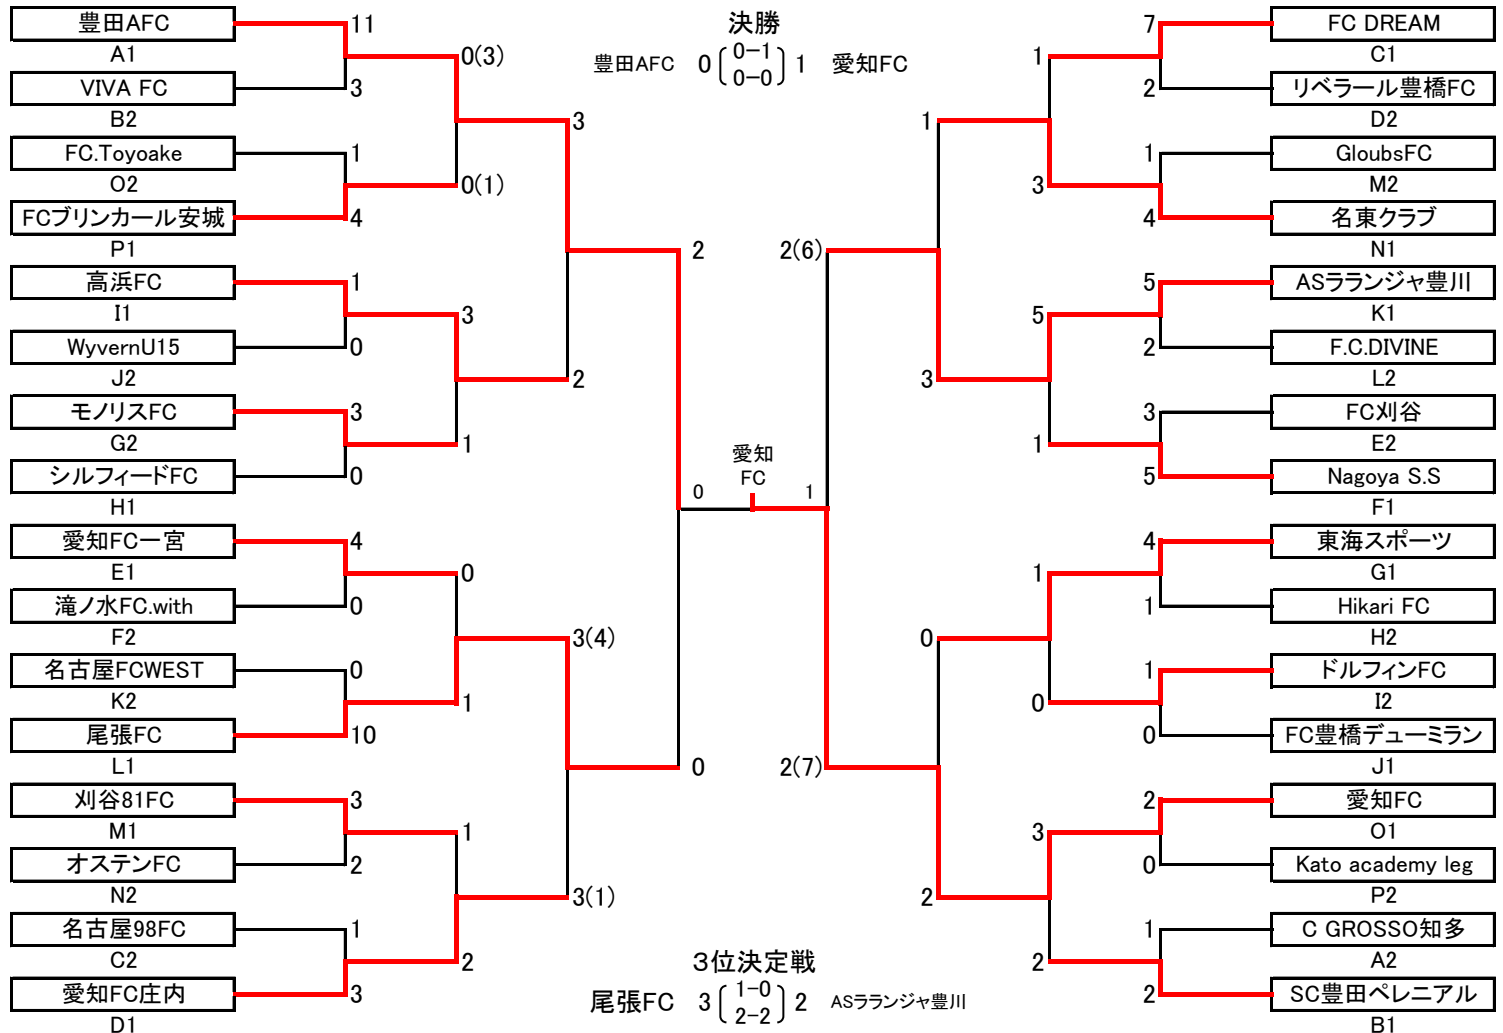 豊田AFC
A1
VIVA FC
B2
FC.Toyoake
O2
FCブリンカール安城
P1
高浜FC
I1
WyvernU15
J2
モノリスFC
G2
シルフィードFC
H1
愛知FC一宮
E1
滝ノ水FC.with
F2
名古屋FCWEST
K2
尾張FC
L1
刈谷81FC
M1
オステンFC
N2
名古屋98FC
C2
愛知FC庄内
D1
11
3
1
4
1
0
3
0
4
0
0
10
3
2
1
3
0(3)
0(1)
3
1
0
1
1
2
3
2
3(4)
3(1)
2
0
決勝
豊田AFC 0 0-1 1 愛知FC
0-0
愛知
FC
0
1
3位決定戦
尾張FC 3 1-0 2 ASラランジャ豊川
2-2
2(6)
2(7)
1
3
0
2
1
3
5
1
1
0
3
2
7
2
1
4
5
2
3
5
4
1
1
0
2
0
1
2
FC DREAM
C1
リベラール豊橋FC
D2
GloubsFC
M2
名東クラブ
N1
ASラランジャ豊川
K1
F.C.DIVINE
L2
FC刈谷
E2
Nagoya S.S
F1
東海スポーツ
G1
Hikari FC
H2
ドルフィンFC
I2
FC豊橋デューミラン
J1
愛知FC
O1
Kato academy leg
P2
C GROSSO知多
A2
SC豊田ペレニアル
B1